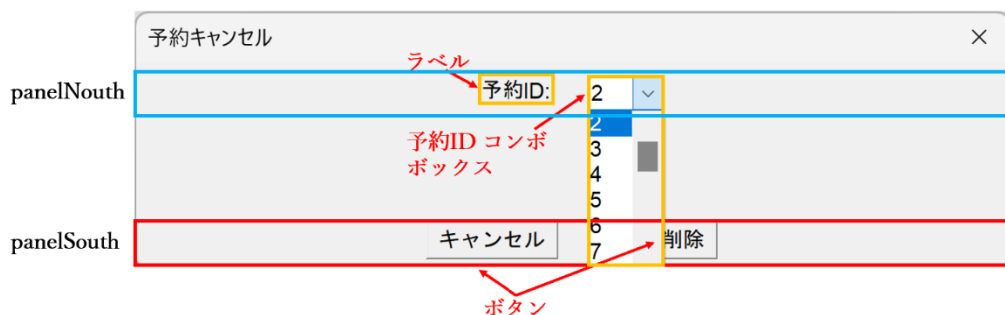 予約キャンセル
ラベル
panelNouth
予約ID:
2
2
予約ID コンボ
ボックス
3
4
5
6
7
panelSouth
キャンセル
削除
ボタン